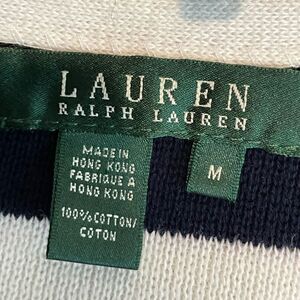 LAUREN
RALPH LAUREN
MADE IN
HONG KONG
FABRIQUE A
HONG KONG
100% COTTON/
COTON
M